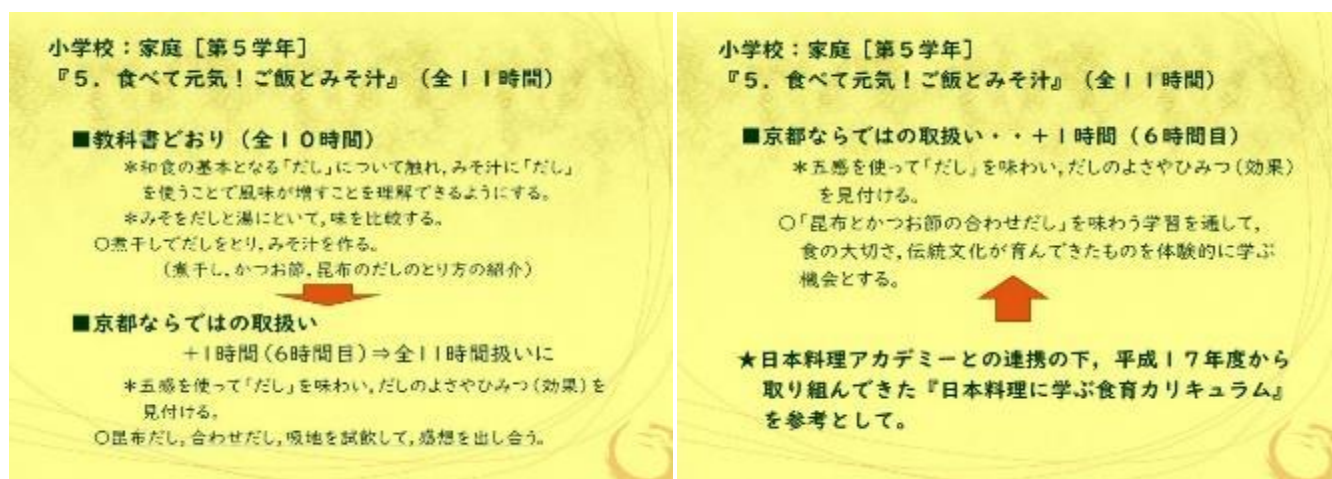 小学校：家庭［第５学年］
『５．食べて元気！ご飯とみそ汁』（全１１時間）
■教科書どおり（全１０時間）
＊和食の基本となる「だし」について触れ，みそ汁に「だし」
を使うことで風味が増すことを理解できるようにする。
＊みそをだしと湯にといて，味を比較する。
○煮干しでだしをとり，みそ汁を作る。
（煮干し，かつお節，昆布のだしのとり方の紹介）
■京都ならではの取扱い
＋１時間（６時間目）⇒全１１時間扱いに
＊五感を使って「だし」を味わい，だしのよさやひみつ（効果）を
見付ける。
○昆布だし，合わせだし，吸地を試飲して，感想を出し合う。
小学校：家庭［第５学年］
『５．食べて元気！ご飯とみそ汁』（全１１時間）
■京都ならではの取扱い・・＋１時間（６時間目）
＊五感を使って「だし」を味わい，だしのよさやひみつ（効果）
を見付ける。
○「昆布とかつお節の合わせだし」を味わう学習を通して，
食の大切さ，伝統文化が育んできたものを体験的に学ぶ
機会とする。
★日本料理アカデミーとの連携の下，平成１７年度から
取り組んできた『日本料理に学ぶ食育カリキュラム』
を参考として。